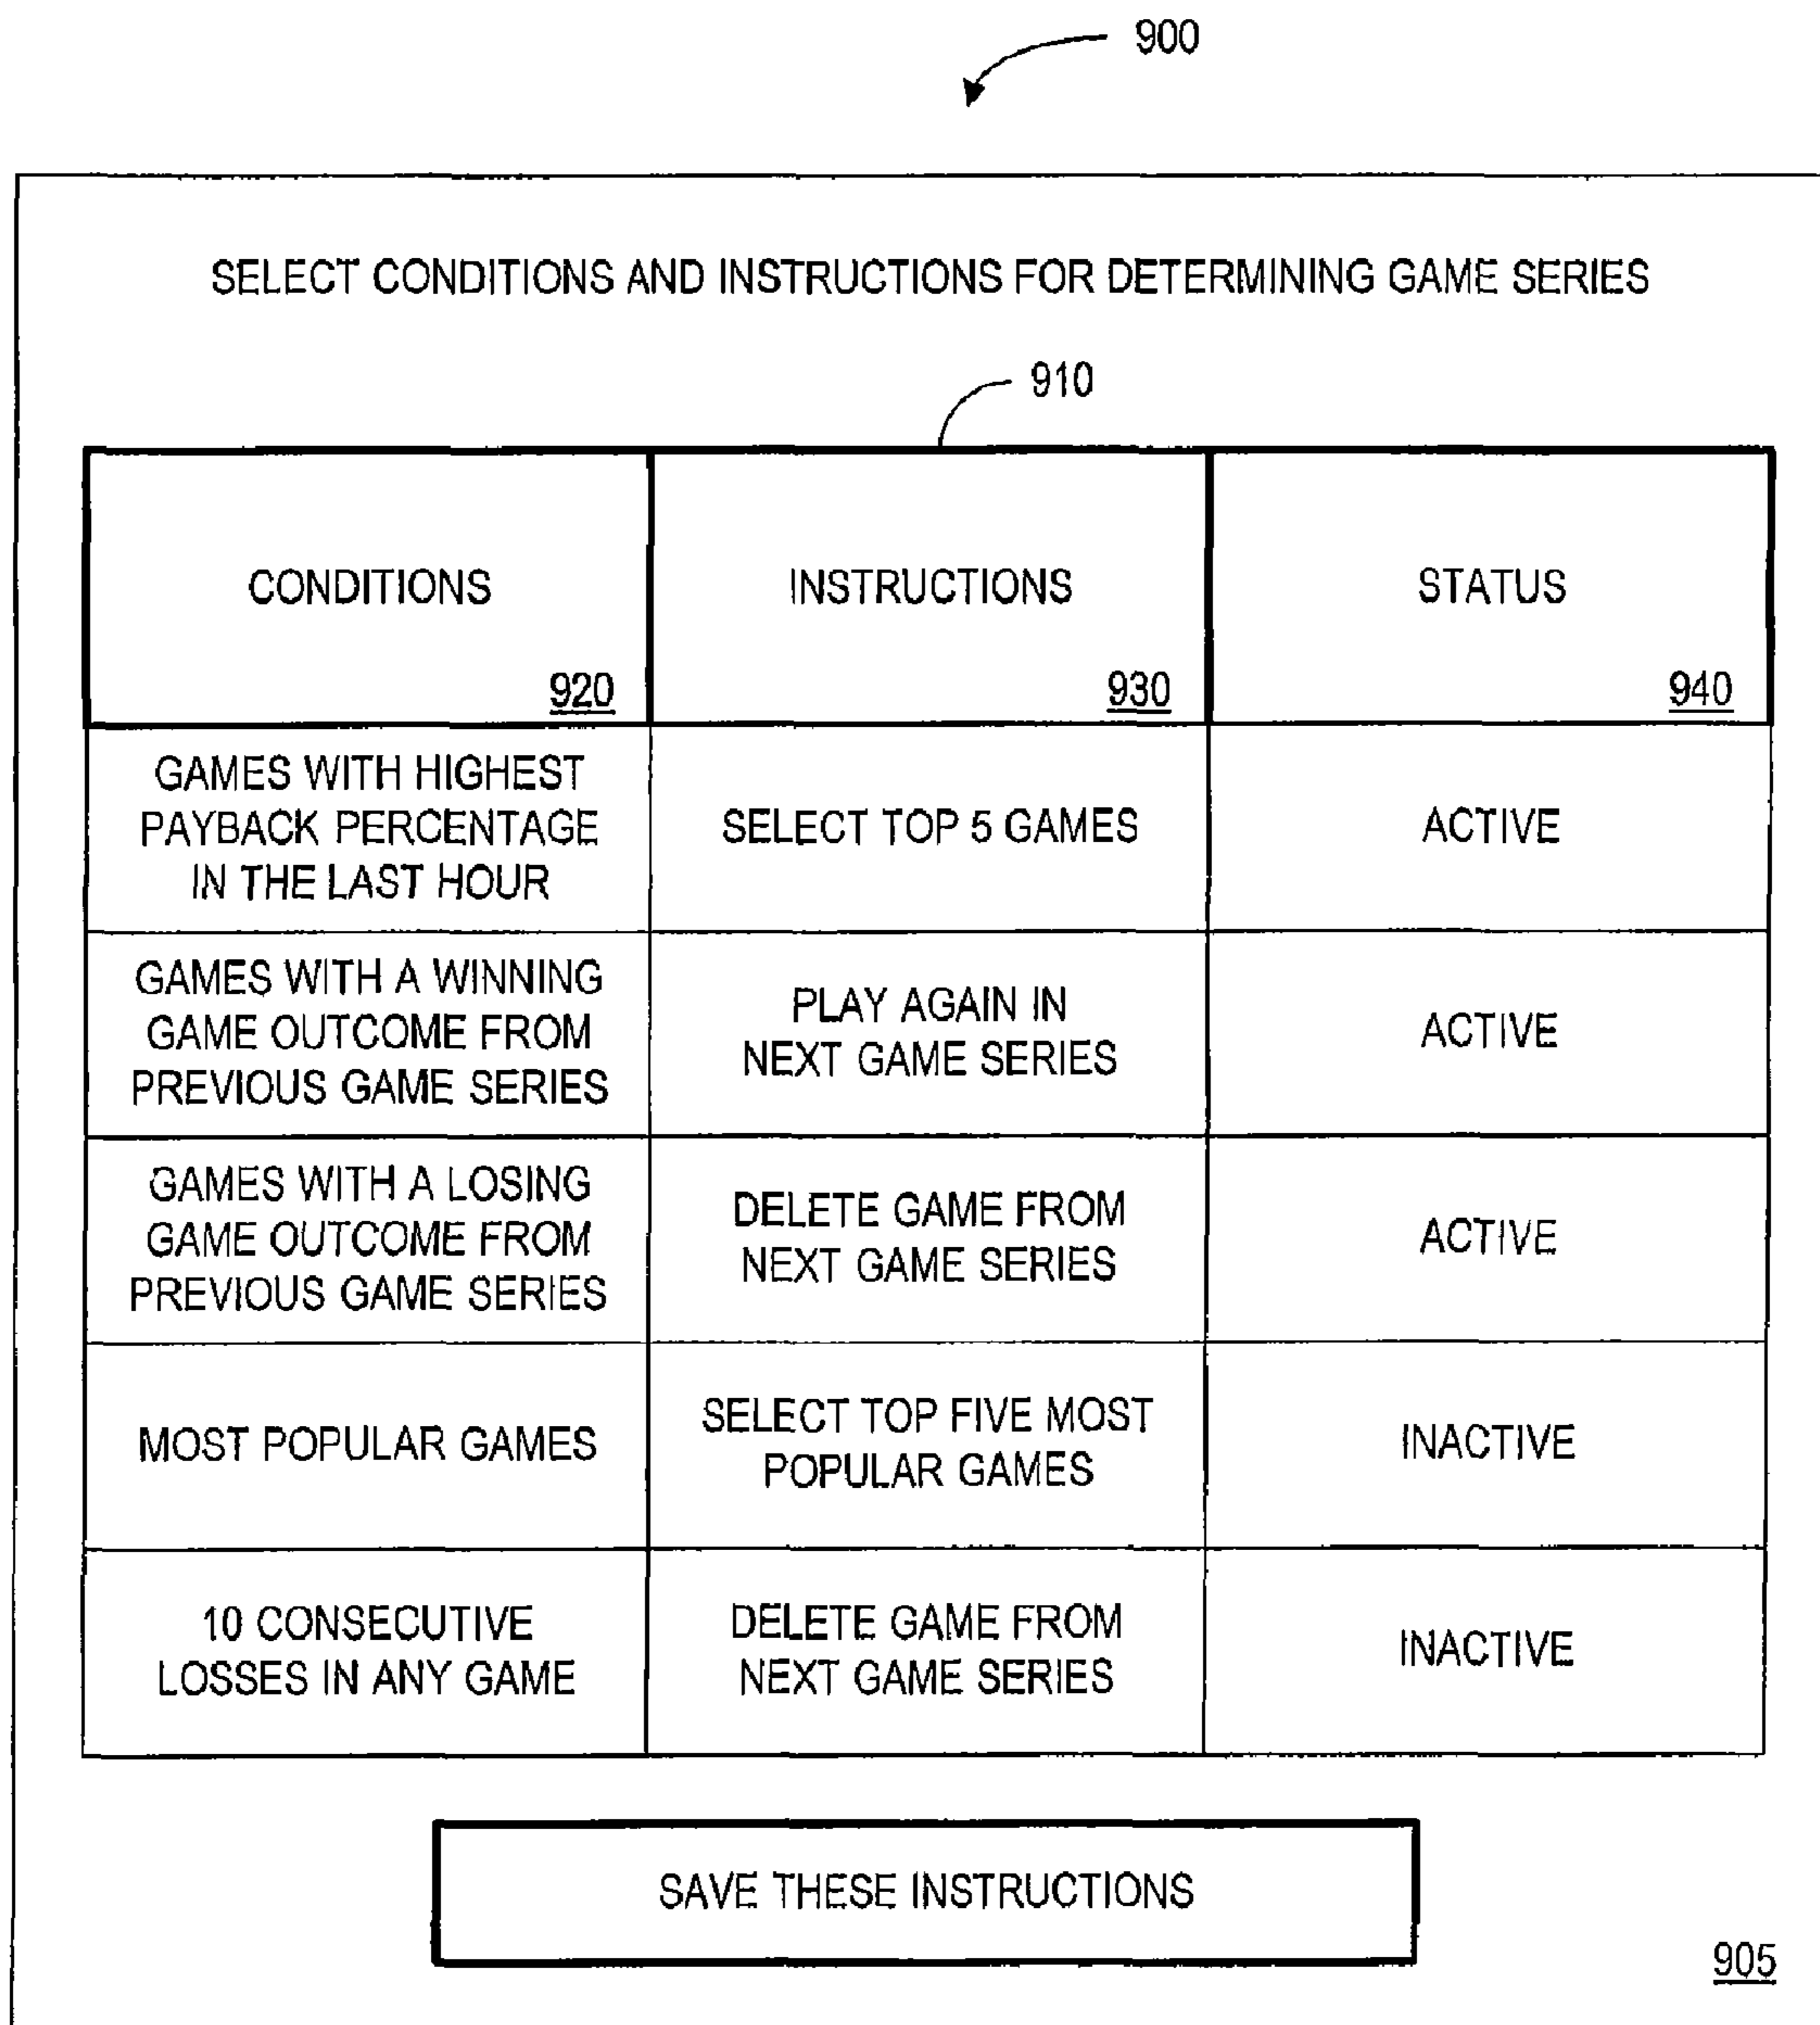 900
SELECT CONDITIONS AND INSTRUCTIONS FOR DETERMINING GAME SERIES
910
CONDITIONS
920
INSTRUCTIONS
930
STATUS
940
GAMES WITH HIGHEST
PAYBACK PERCENTAGE
IN THE LAST HOUR
SELECT TOP 5 GAMES
ACTIVE
GAMES WITH A WINNING
GAME OUTCOME FROM
PREVIOUS GAME SERIES
PLAY AGAIN IN
NEXT GAME SERIES
ACTIVE
GAMES WITH A LOSING
GAME OUTCOME FROM
PREVIOUS GAME SERIES
DELETE GAME FROM
NEXT GAME SERIES
ACTIVE
MOST POPULAR GAMES
SELECT TOP FIVE MOST
POPULAR GAMES
INACTIVE
10 CONSECUTIVE
LOSSES IN ANY GAME
DELETE GAME FROM
NEXT GAME SERIES
INACTIVE
SAVE THESE INSTRUCTIONS
905